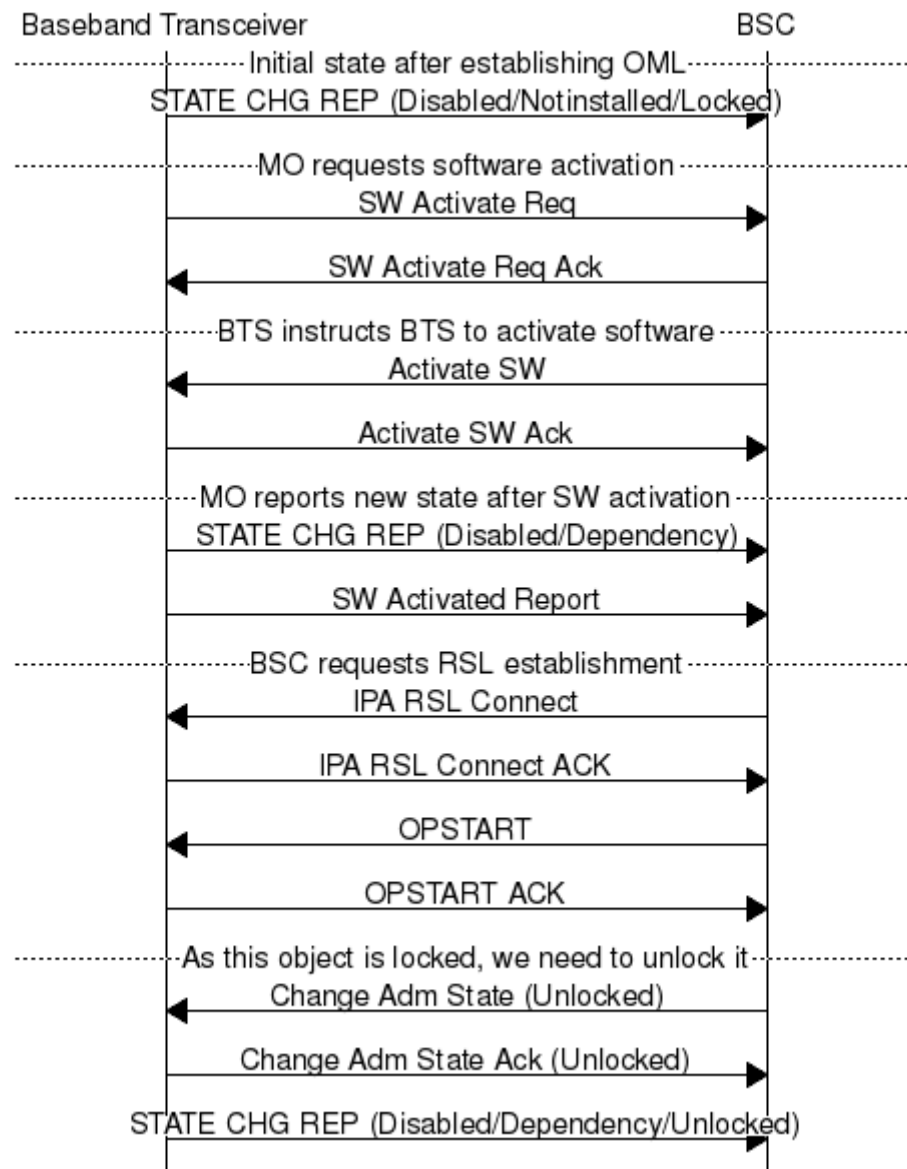 Baseband Transceiver BSC
Initial state after establishing OML
STATE CHG REP (Disabled/Notinstalled/Locked)
MO requests software activation
SW Activate Req
SW Activate Req Ack
BTS instructs BTS to activate software
Activate SW
Activate SW Ack
MO reports new state after SW activation
STATE CHG REP (Disabled/Dependency)
SW Activated Report
BSC requests RSL establishment
IPA RSL Connect
IPA RSL Connect ACK
OPSTART
OPSTART ACK
As this object is locked, we need to unlock it
Change Adm State (Unlocked)
Change Adm State Ack (Unlocked)
STATE CHG REP (Disabled/Dependency/Unlocked)